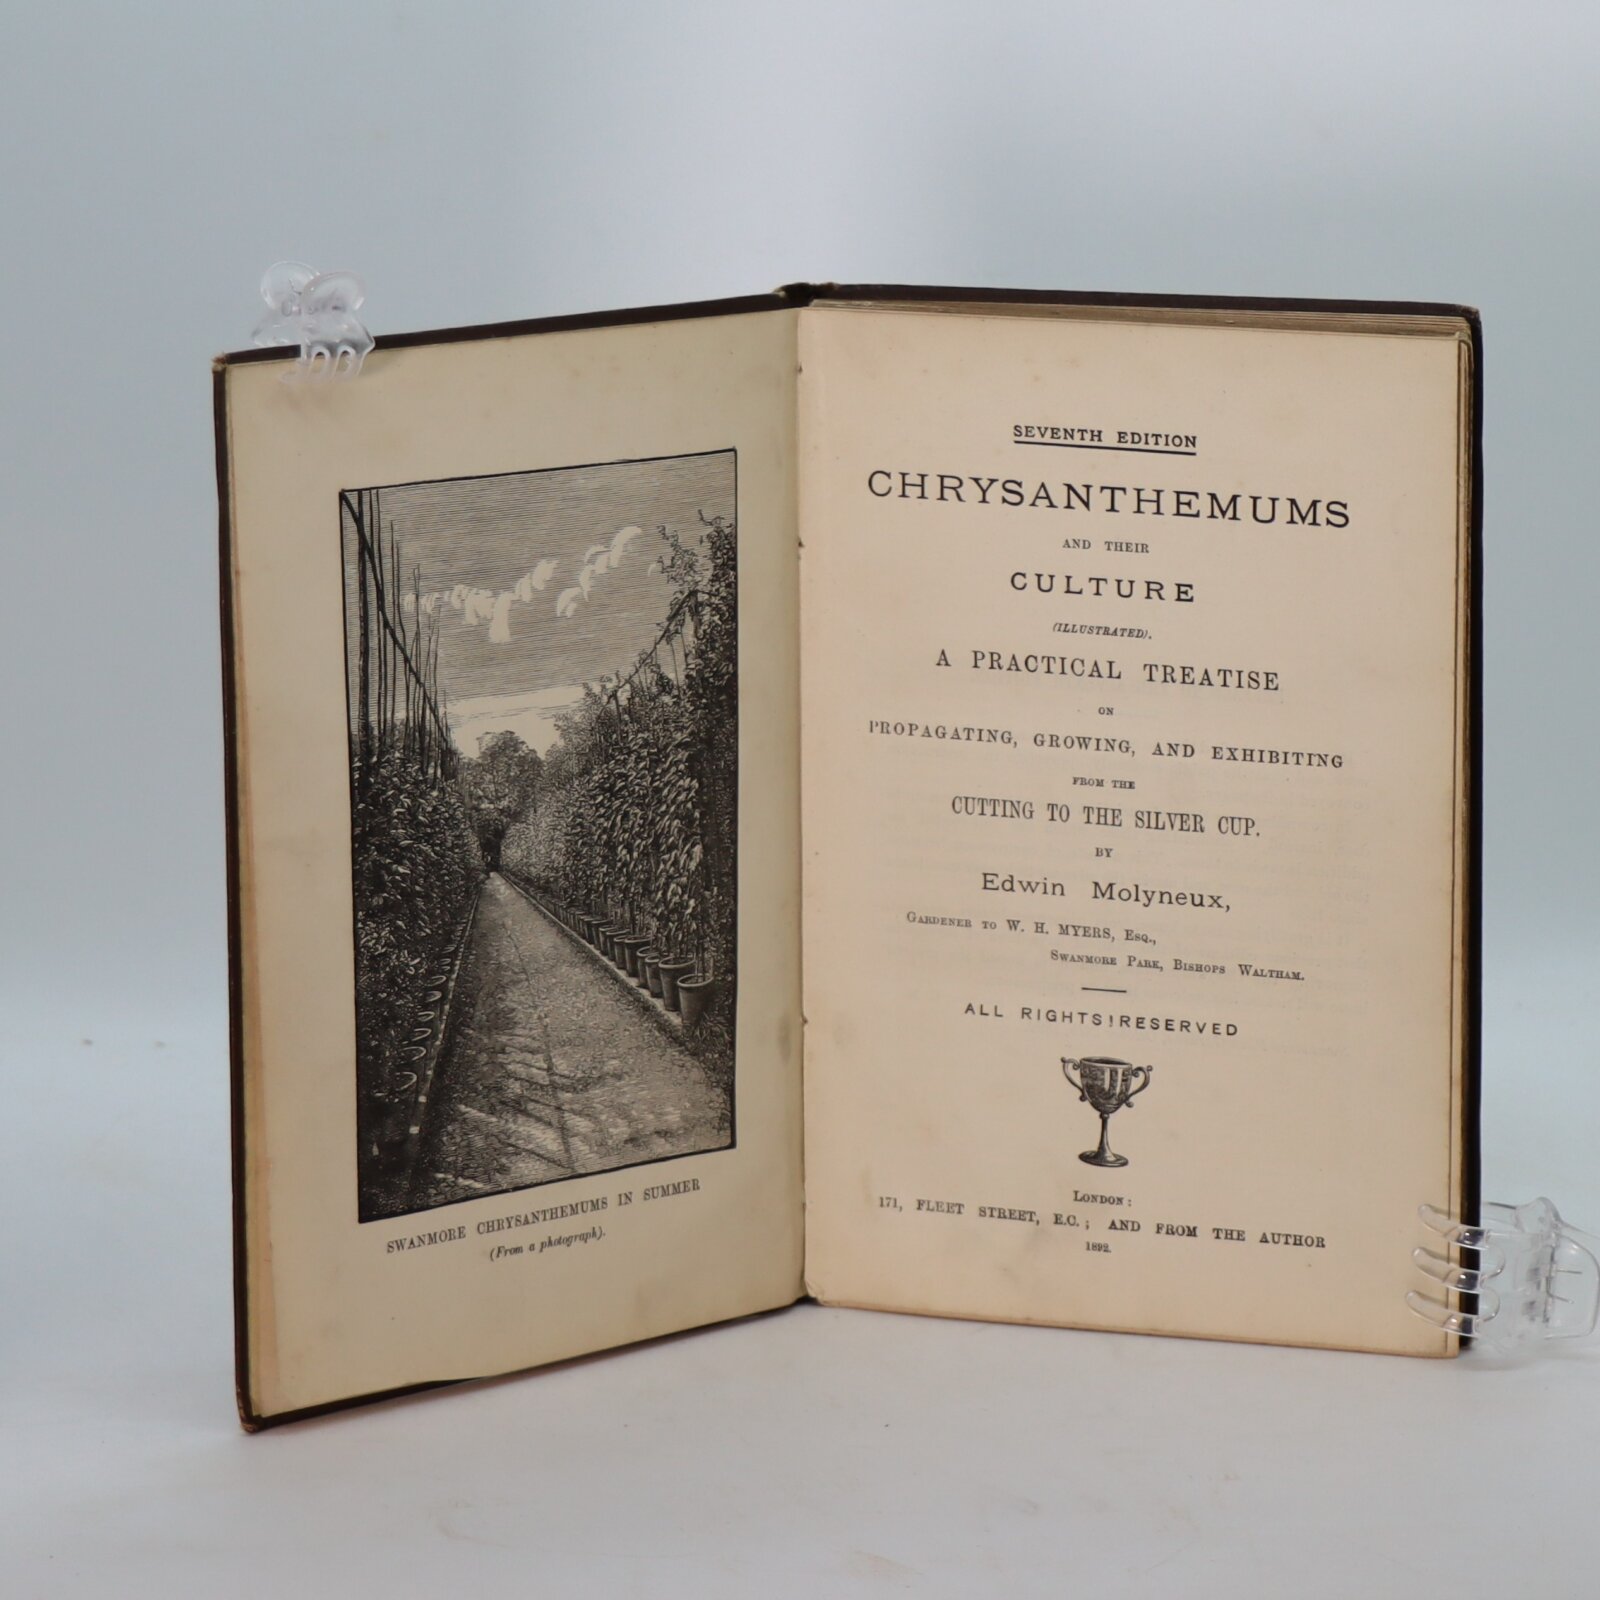 SWANMORE CHRYSANTHEMUMS IN SUMMER
(From a photograph).
SEVENTH EDITION
CHRYSANTHEMUMS
AND THEIR
CULTURE
(ILLUSTRATED).
A PRACTICAL TREATISE
ON
PROPAGATING, GROWING, AND EXHIBITING
FROM THE
CUTTING TO THE SILVER CUP.
BY
Edwin Molyneux,
GARDENER TO W. H. MYERS, ESQ.,
SWANMORE PARK, BISHOPS WALTHAM.
ALL RIGHTS!RESERVED
LONDON:
171, FLEET STREET, E.C.; AND FROM THE AUTHOR
1892.